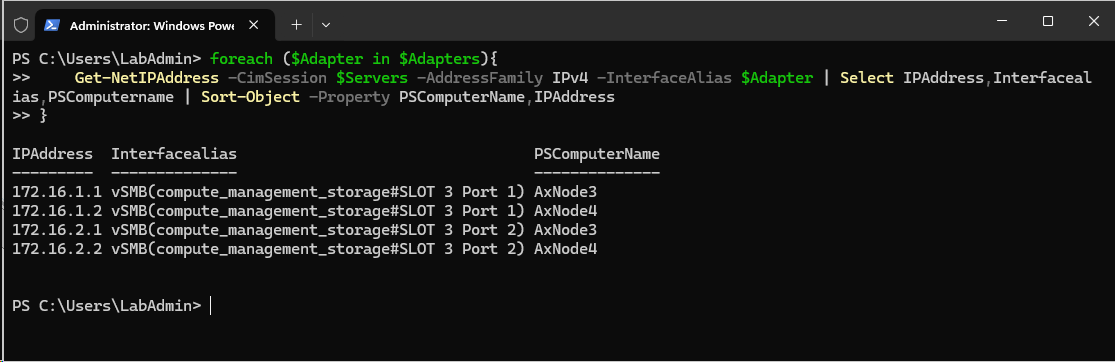 Administrator: Windows Powe
PS C:\Users\LabAdmin> foreach ($Adapter in $Adapters){
>>     Get-NetIPAddress -CimSession $Servers -AddressFamily IPv4 -InterfaceAlias $Adapter | Select IPAddress,Interfaceal
ias,PSComputername | Sort-Object -Property PSComputerName,IPAddress
>> }
IPAddress  Interfacealias                                 PSComputerName
---------  --------------                                 --------------
172.16.1.1 vSMB(compute_management_storage#SLOT 3 Port 1) AxNode3
172.16.1.2 vSMB(compute_management_storage#SLOT 3 Port 1) AxNode4
172.16.2.1 vSMB(compute_management_storage#SLOT 3 Port 2) AxNode3
172.16.2.2 vSMB(compute_management_storage#SLOT 3 Port 2) AxNode4
PS C:\Users\LabAdmin>